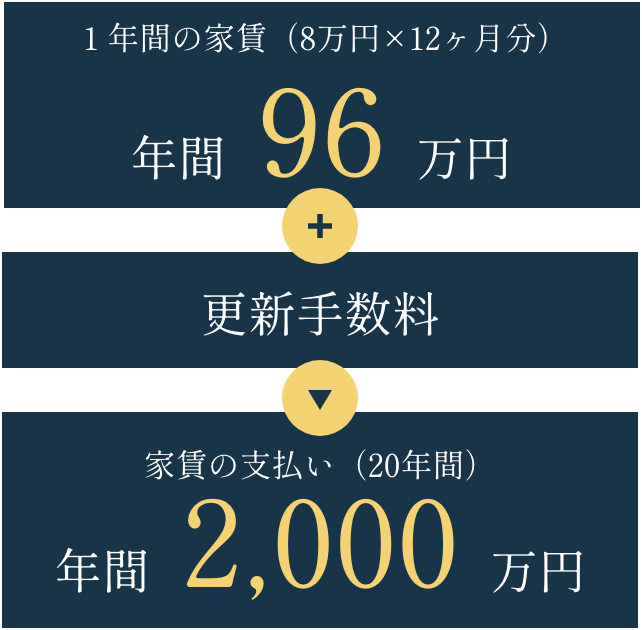 1年間の家賃（8万円×12ヶ月分）
年間 96 万円
+
更新手数料
▼
家賃の支払い（20年間）
年間 2,000 万円